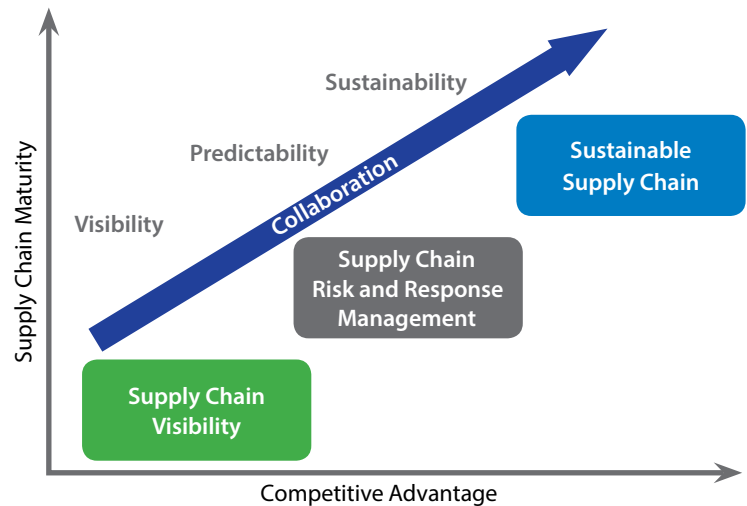 Supply Chain Maturity
Sustainability
Predictability
Visibility
Collaboration
Sustainable
Supply Chain
Supply Chain
Risk and Response
Management
Supply Chain
Visibility
Competitive Advantage